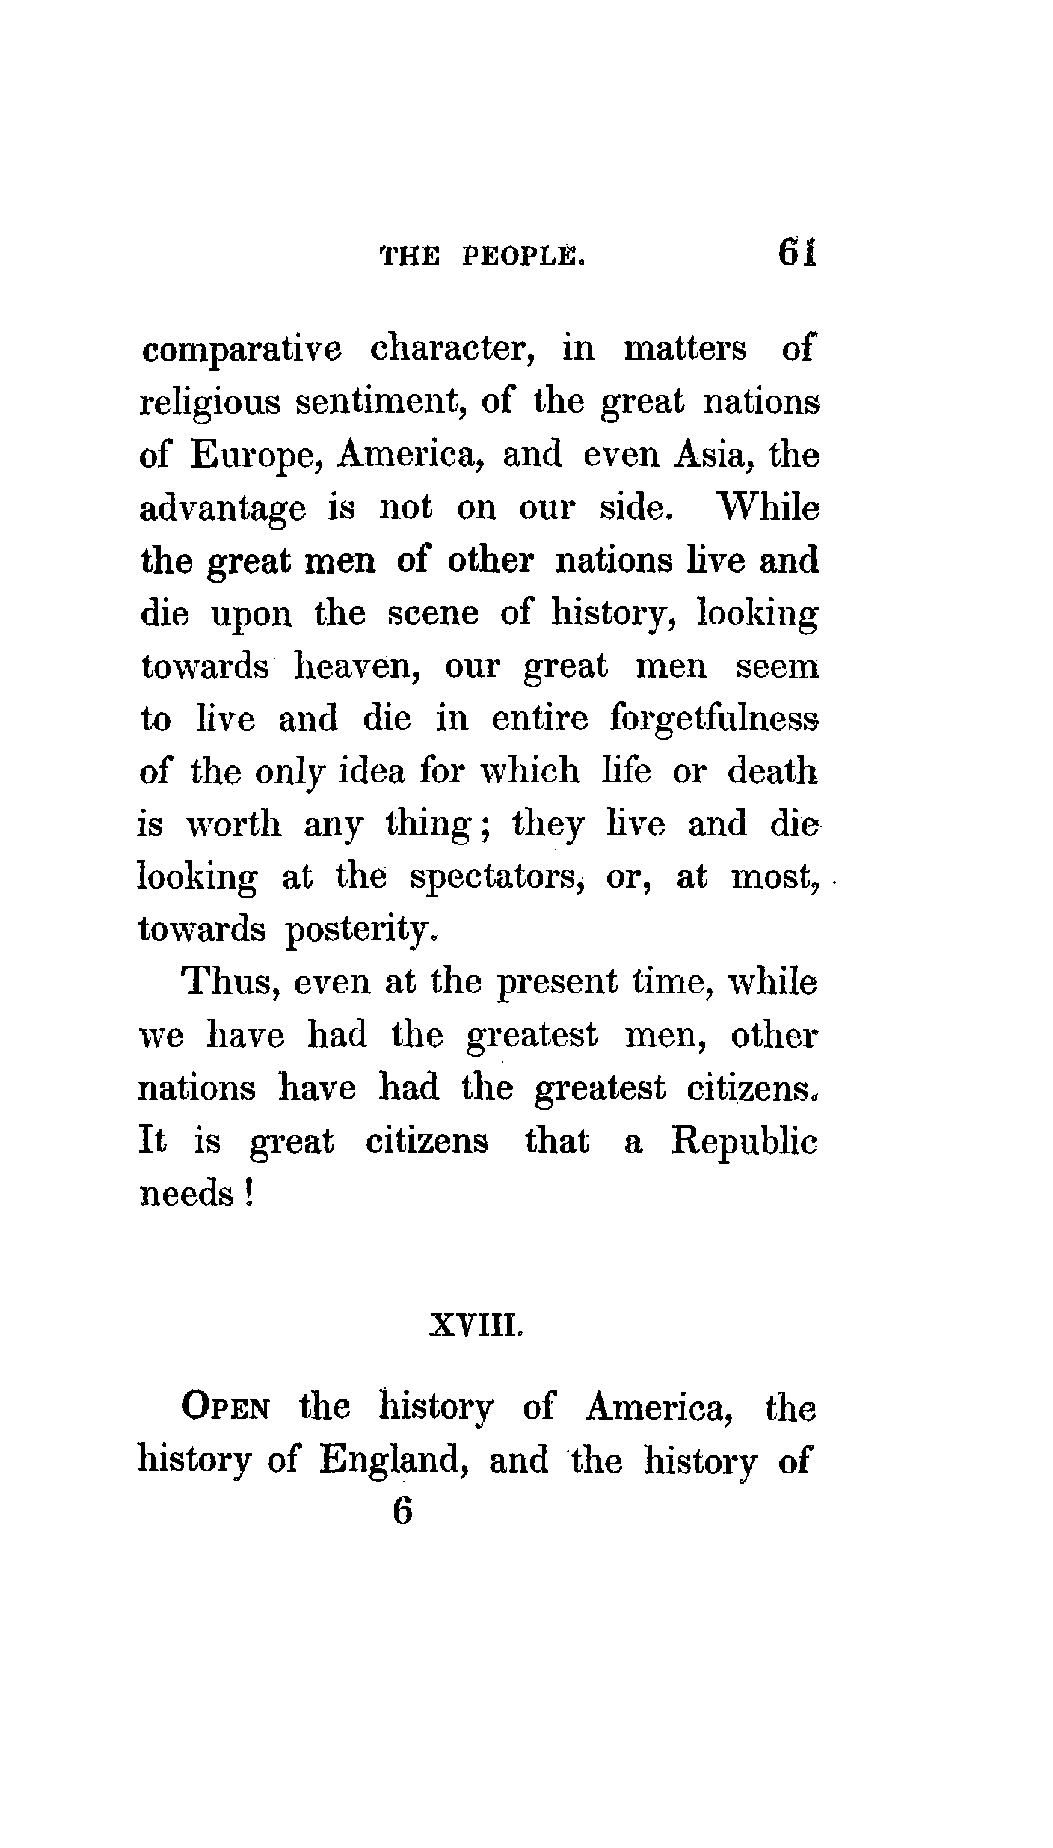 THE PEOPLE. 61
comparative character, in matters of
religious sentiment, of the great nations
of Europe, America, and even Asia, the
advantage is not on our side. While
the great men of other nations live and
die upon the scene of history, looking
towards heaven, our great men seem
to live and die in entire forgetfulness
of the only idea for which life or death
is worth any thing; they live and die
looking at the spectators, or, at most,
towards posterity.
Thus, even at the present time, while
we have had the greatest men, other
nations have had the greatest citizens.
It is great citizens that a Republic
needs!
XVIII.
OPEN the history of America, the
history of England, and the history of
6